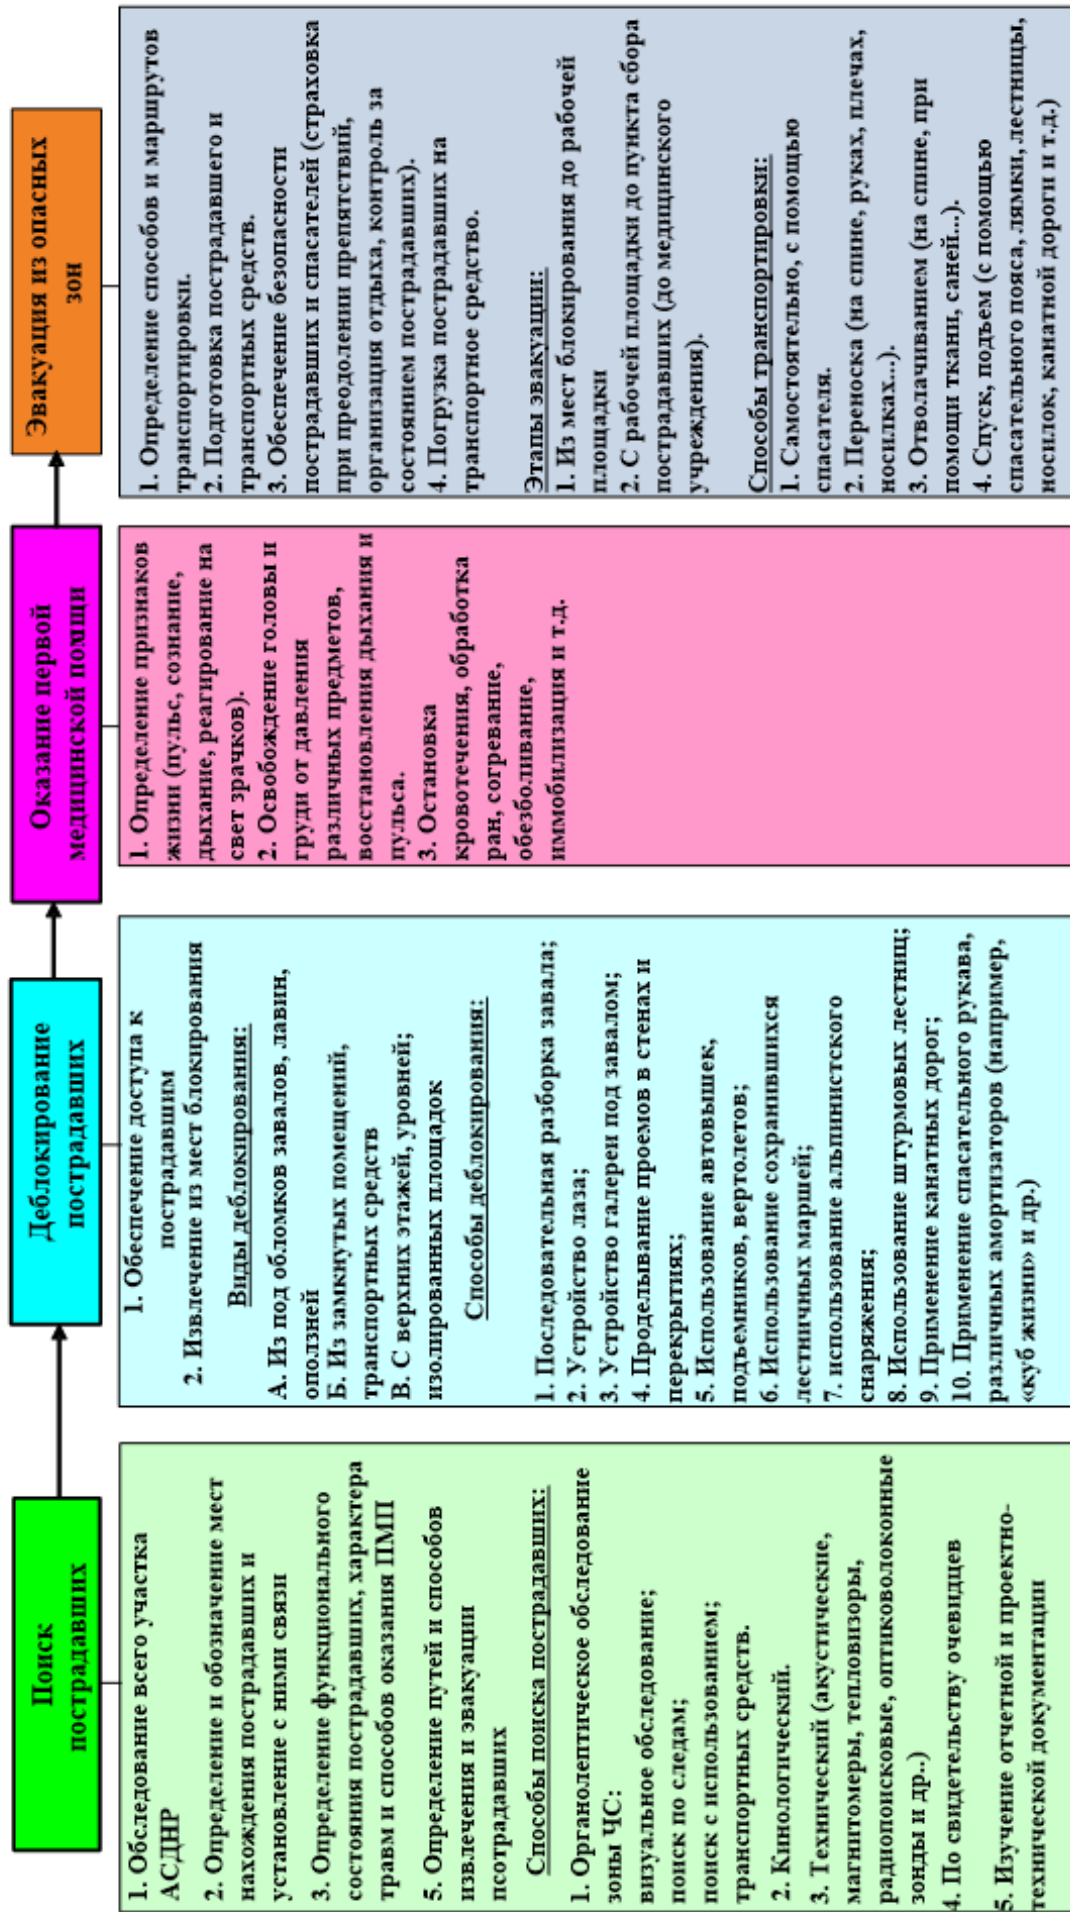 Поиск
пострадавших
1. Обследование всего участка
АСДНР
2. Определение и обозначение мест
нахождения пострадавших и
установление с ними связи
3. Определение функционального
состояния пострадавших, характера
травм и способов оказания ПМП
5. Определение путей и способов
извлечения и эвакуации
псотрадавших
Способы поиска пострадавших:
1. Органолептическое обследование
зоны ЧС:
визуальное обследование;
поиск по следам;
поиск с использованием;
транспортных средств.
2. Кинологический.
3. Технический (акустические,
магнитомеры, тепловизоры,
радиопоисковые, оптиковолоконные
зонды и др..)
4. По свидетельству очевидцев
5. Изучение отчетной и проектно-
технической документации
Деблокирование
пострадавших
1. Обеспечение доступа к
пострадавшим
2. Извлечение из мест блокирования
Виды деблокирования:
А. Из под обломков завалов, лавин,
оползней
Б. Из замкнутых помещений,
транспортных средств
В. С верхних этажей, уровней;
изолированных площадок
Способы деблокирования:
1. Последовательная разборка завала;
2. Устройство лаза;
3. Устройство галереи под завалом;
4. Проделывание проемов в стенах и
перекрытиях;
5. Использование автовышек,
подъемников, вертолетов;
6. Использование сохранившихся
лестничных маршей;
7. использование альпинистского
снаряжения;
8. Использование штурмовых лестниц;
9. Применение канатных дорог;
10. Применение спасательного рукава,
различных амортизаторов (например,
«куб жизни» и др.)
Оказание первой
медицинской помщи
1. Определение признаков
жизни (пульс, сознание,
дыхание, реагирование на
свет зрачков).
2. Освобождение головы и
груди от давления
различных предметов,
восстановления дыхания и
пульса.
3. Остановка
кровотечения, обработка
ран, согревание,
обезболивание,
иммобилизация и т.д.
Эвакуация из опасных
зон
1. Определение способов и маршрутов
транспортировки.
2. Подготовка пострадавшего и
транспортных средств.
3. Обеспечение безопасности
пострадавших и спасателей (страховка
при преодолении препятствий,
организация отдыха, контроль за
состоянием пострадавших).
4. Погрузка пострадавших на
транспортное средство.
Этапы эвакуации:
1. Из мест блокирования до рабочей
площадки
2. С рабочей площадки до пункта сбора
пострадавших (до медицинского
учреждения).
Способы транспортировки:
1. Самостоятельно, с помощью
спасателя.
2. Переноска (на спине, руках, плечах,
носилках...).
3. Отволачиванием (на спине, при
помощи ткани, саней...).
4. Спуск, подъем (с помощью
спасательного пояса, лямки, лестницы,
носилок, канатной дороги и т.д.)